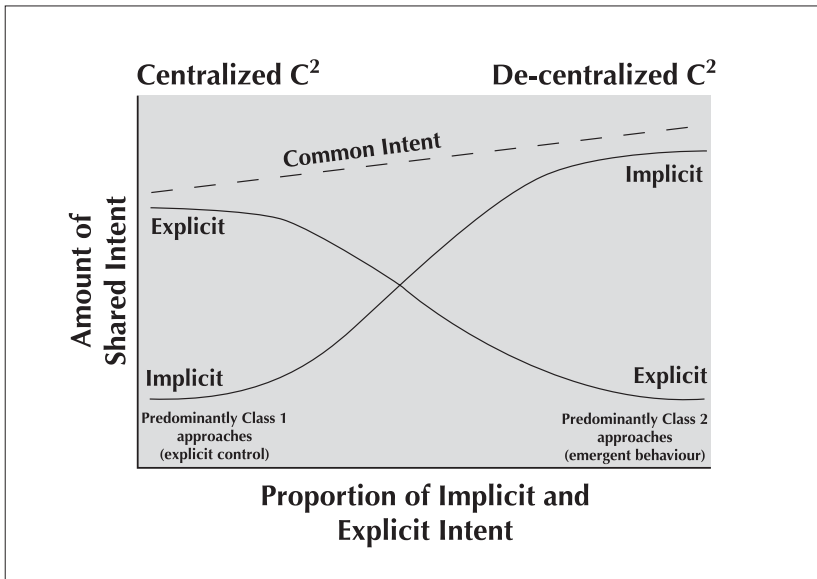 Centralized C²
De-centralized C²
Common Intent
Implicit
Explicit
Amount of
Shared Intent
Implicit
Explicit
Predominantly Class 1
approaches
(explicit control)
Predominantly Class 2
approaches
(emergent behaviour)
Proportion of Implicit and
Explicit Intent